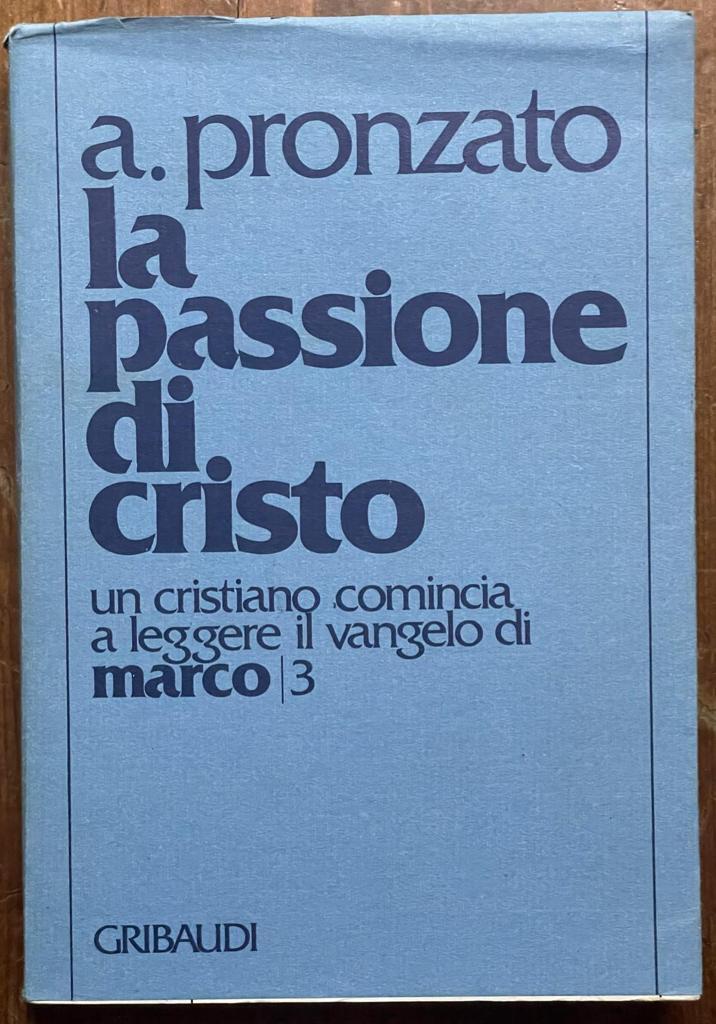 a. pronzato
la
passione
di
cristo
un cristiano comincia
a leggere il vangelo di
marco|3
GRIBAUDI